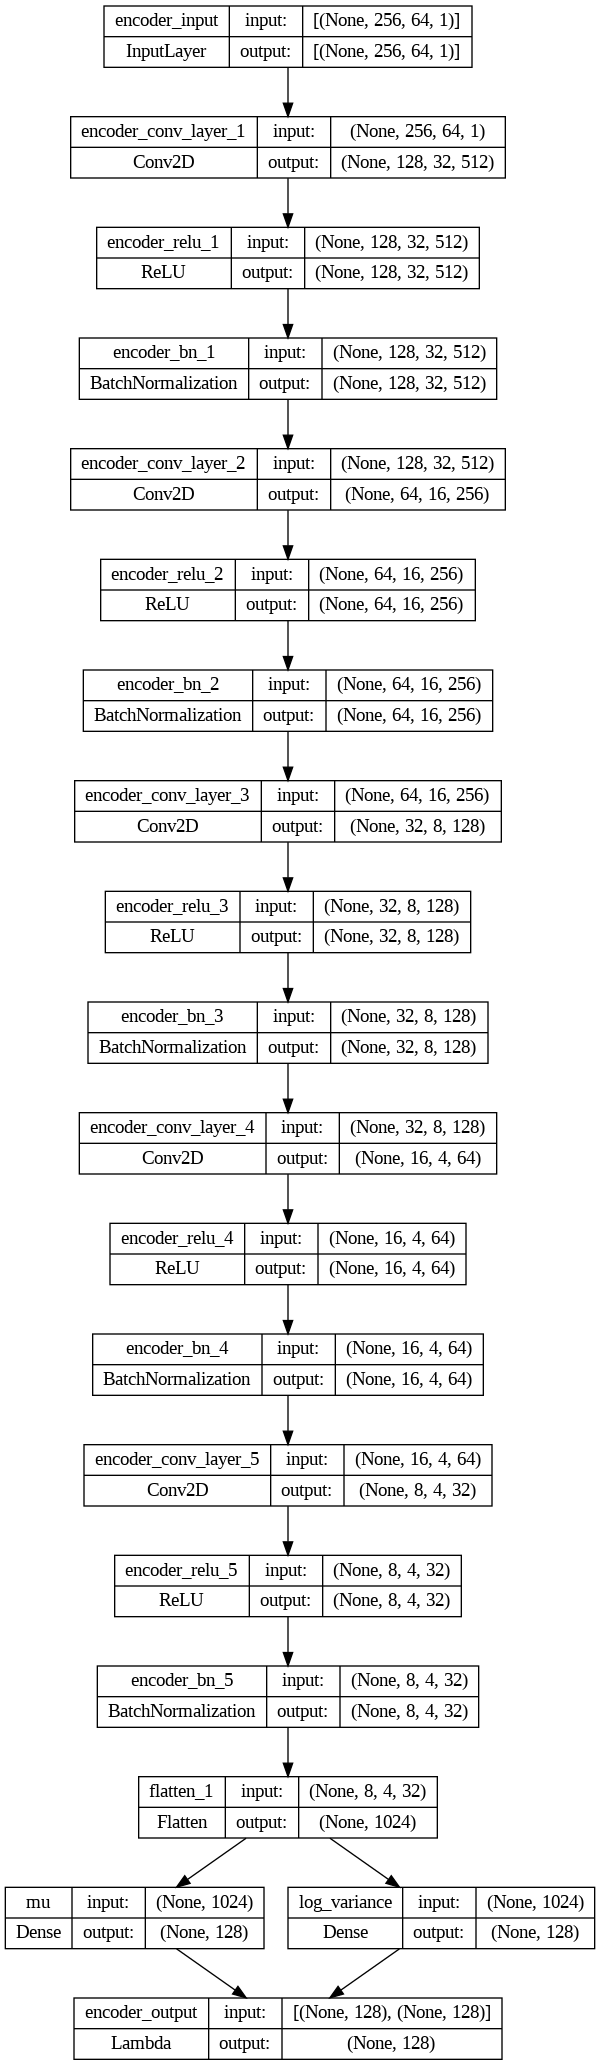 encoder_input input: [(None, 256, 64, 1)]
InputLayer output: [(None, 256, 64, 1)]
encoder_conv_layer_1 input: (None, 256, 64, 1)
Conv2D output: (None, 128, 32, 512)
encoder_relu_1 input: (None, 128, 32, 512)
ReLU output: (None, 128, 32, 512)
encoder_bn_1 input: (None, 128, 32, 512)
BatchNormalization output: (None, 128, 32, 512)
encoder_conv_layer_2 input: (None, 128, 32, 512)
Conv2D output: (None, 64, 16, 256)
encoder_relu_2 input: (None, 64, 16, 256)
ReLU output: (None, 64, 16, 256)
encoder_bn_2 input: (None, 64, 16, 256)
BatchNormalization output: (None, 64, 16, 256)
encoder_conv_layer_3 input: (None, 64, 16, 256)
Conv2D output: (None, 32, 8, 128)
encoder_relu_3 input: (None, 32, 8, 128)
ReLU output: (None, 32, 8, 128)
encoder_bn_3 input: (None, 32, 8, 128)
BatchNormalization output: (None, 32, 8, 128)
encoder_conv_layer_4 input: (None, 32, 8, 128)
Conv2D output: (None, 16, 4, 64)
encoder_relu_4 input: (None, 16, 4, 64)
ReLU output: (None, 16, 4, 64)
encoder_bn_4 input: (None, 16, 4, 64)
BatchNormalization output: (None, 16, 4, 64)
encoder_conv_layer_5 input: (None, 16, 4, 64)
Conv2D output: (None, 8, 4, 32)
encoder_relu_5 input: (None, 8, 4, 32)
ReLU output: (None, 8, 4, 32)
encoder_bn_5 input: (None, 8, 4, 32)
BatchNormalization output: (None, 8, 4, 32)
flatten_1 input: (None, 8, 4, 32)
Flatten output: (None, 1024)
mu input: (None, 1024)
Dense output: (None, 128)
log_variance input: (None, 1024)
Dense output: (None, 128)
encoder_output input: [(None, 128), (None, 128)]
Lambda output: (None, 128)